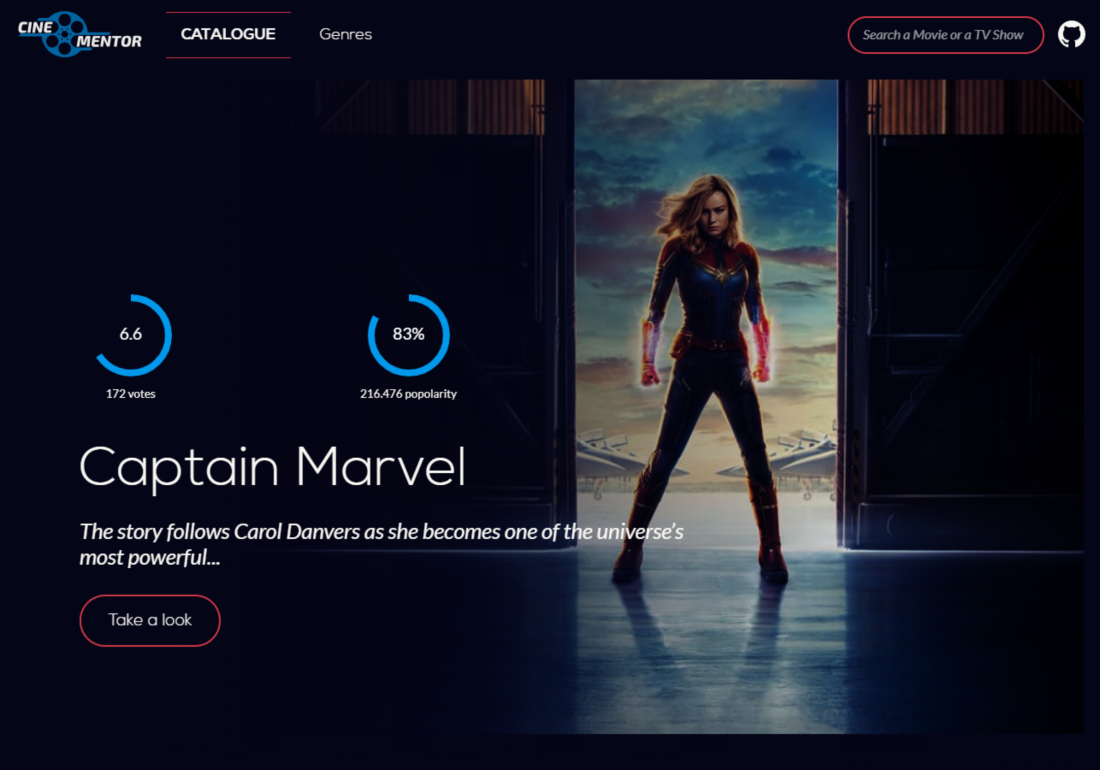 CINE
MENTOR
CATALOGUE
Genres
Search a Movie or a TV Show
6.6
172 votes
83%
216.476 popolarity
Captain Marvel
The story follows Carol Danvers as she becomes one of the universe's
most powerful...
Take a look